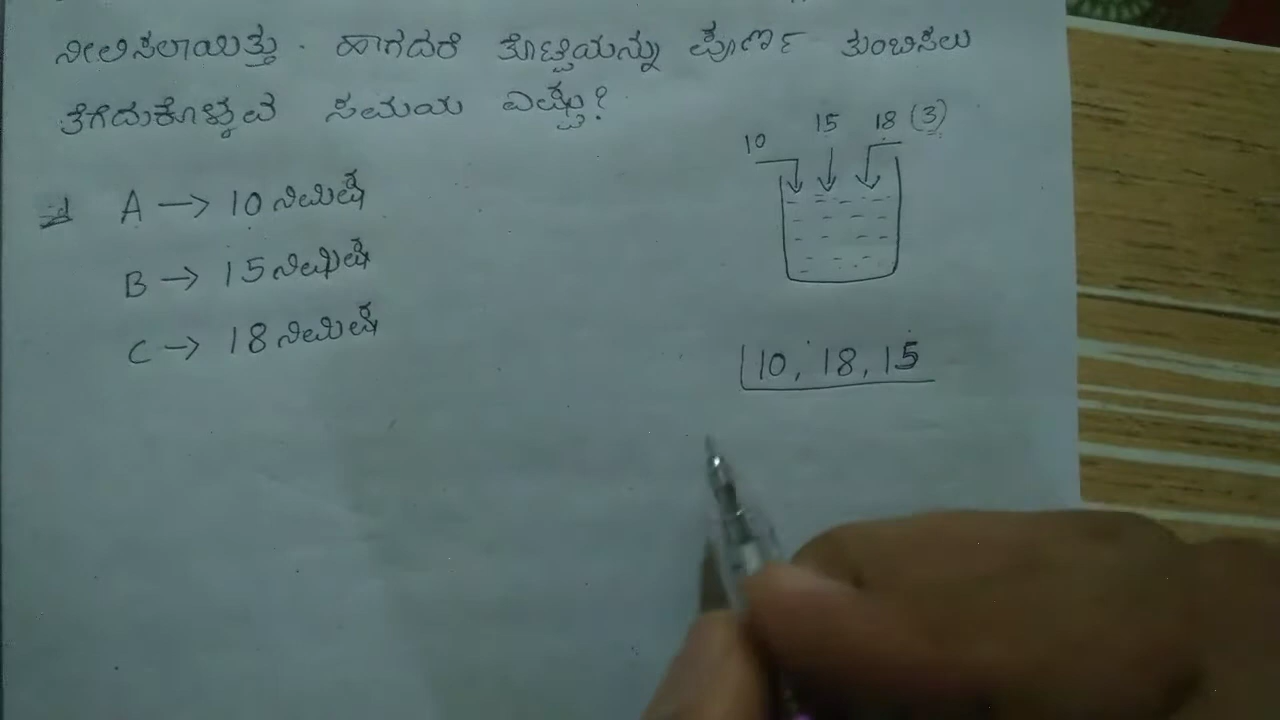 ನೀಲಿಸಲಾಯಿತ್ತು . ಹಾಗದರೆ ತೊಟ್ಟಿಯನ್ನು ಪೂರ್ಣ ತುಂಬಿಸಲು
ತೆಗೆದುಕೊಳ್ಳುವ ಸಮಯ ಎಷ್ಟು?
10 15 18 (3)
A → 10 ನಿಮಿಷ
B → 15 ನಿಮಿಷ
C → 18 ನಿಮಿಷ
10, 18, 15